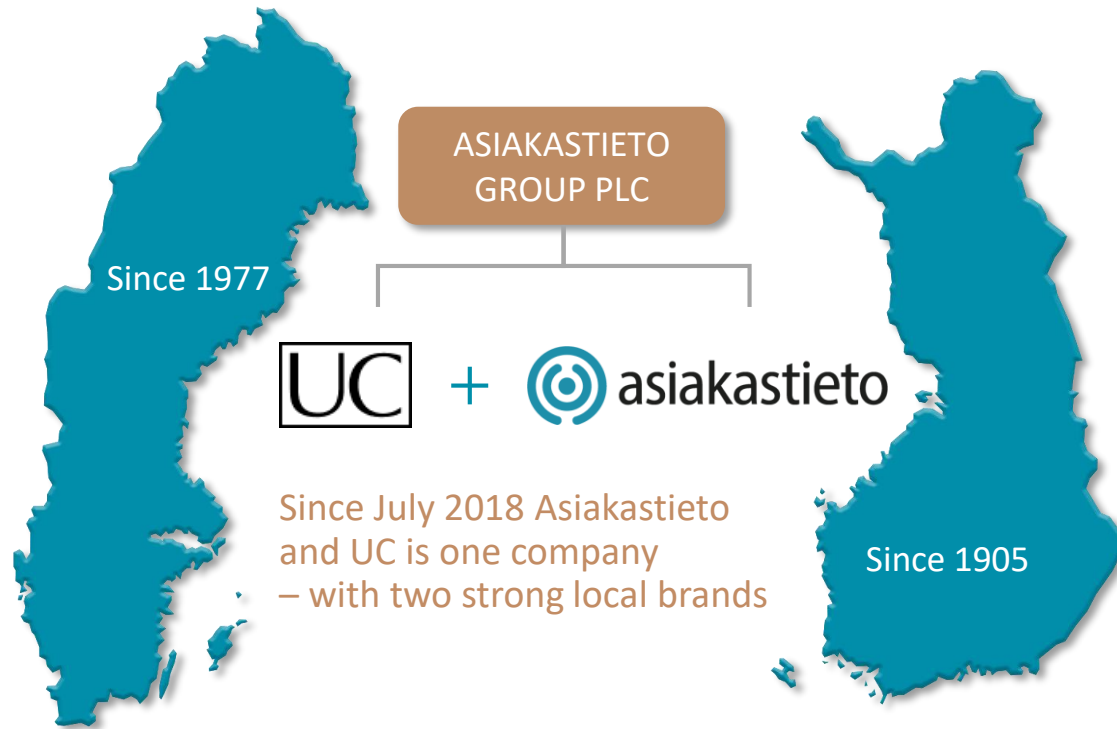 ASIAKASTIETO
GROUP PLC
Since 1977
UC + asiakastieto
Since July 2018 Asiakastieto
and UC is one company
– with two strong local brands
Since 1905